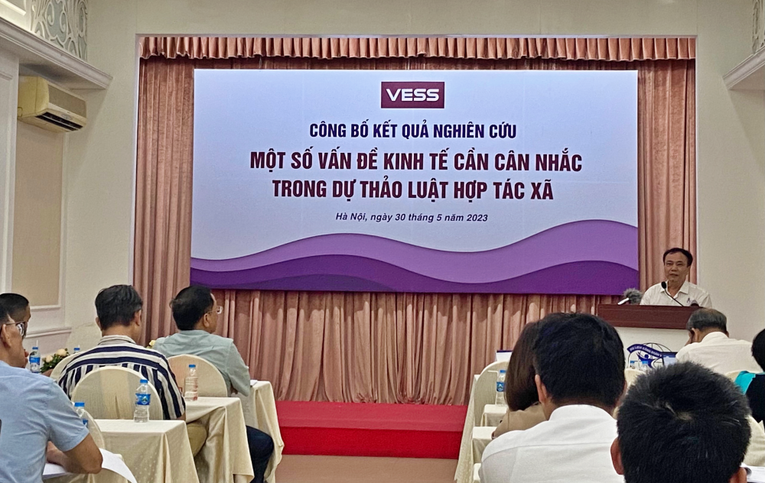 VESS
CÔNG BỐ KẾT QUẢ NGHIÊN CỨU
MỘT SỐ VẤN ĐỀ KINH TẾ CẦN CÂN NHẮC
TRONG DỰ THẢO LUẬT HỢP TÁC XÃ
Hà Nội, ngày 30 tháng 5 năm 2023